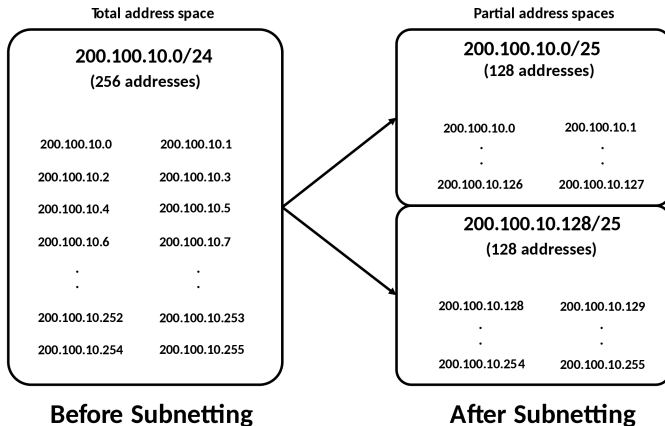 Total address space
200.100.10.0/24
(256 addresses)
200.100.10.0 200.100.10.1
200.100.10.2 200.100.10.3
200.100.10.4 200.100.10.5
200.100.10.6 200.100.10.7
. .
. .
200.100.10.252 200.100.10.253
200.100.10.254 200.100.10.255
Before Subnetting
Partial address spaces
200.100.10.0/25
(128 addresses)
200.100.10.0 200.100.10.1
. .
. .
200.100.10.126 200.100.10.127
200.100.10.128/25
(128 addresses)
200.100.10.128 200.100.10.129
. .
. .
200.100.10.254 200.100.10.255
After Subnetting